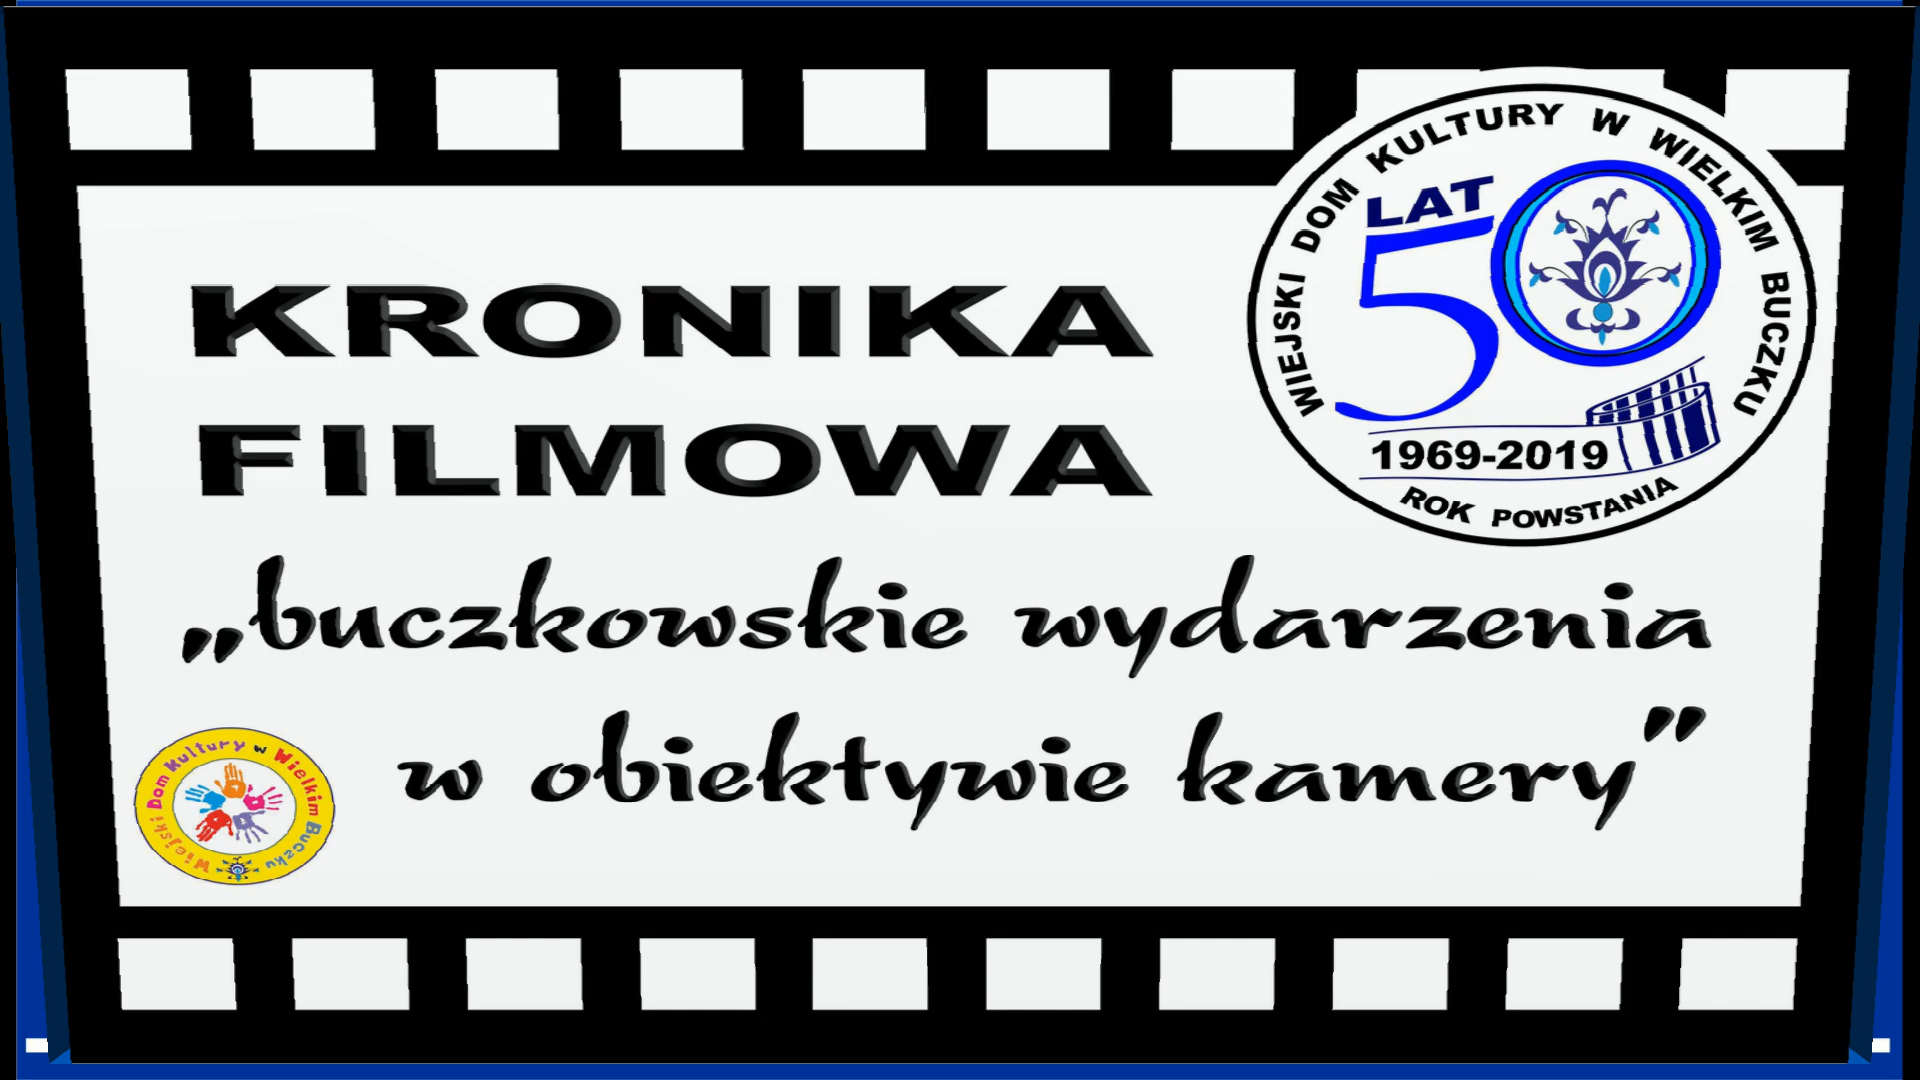 KRONIKA
FILMOWA
„buczkowskie wydarzenia
w obiektywie kamery”
WIEJSKI DOM KULTURY W WIELKIM BUCZKU
LAT
50
1969-2019
ROK POWSTANIA
Wiejski Dom Kultury w Wielkim Buczku